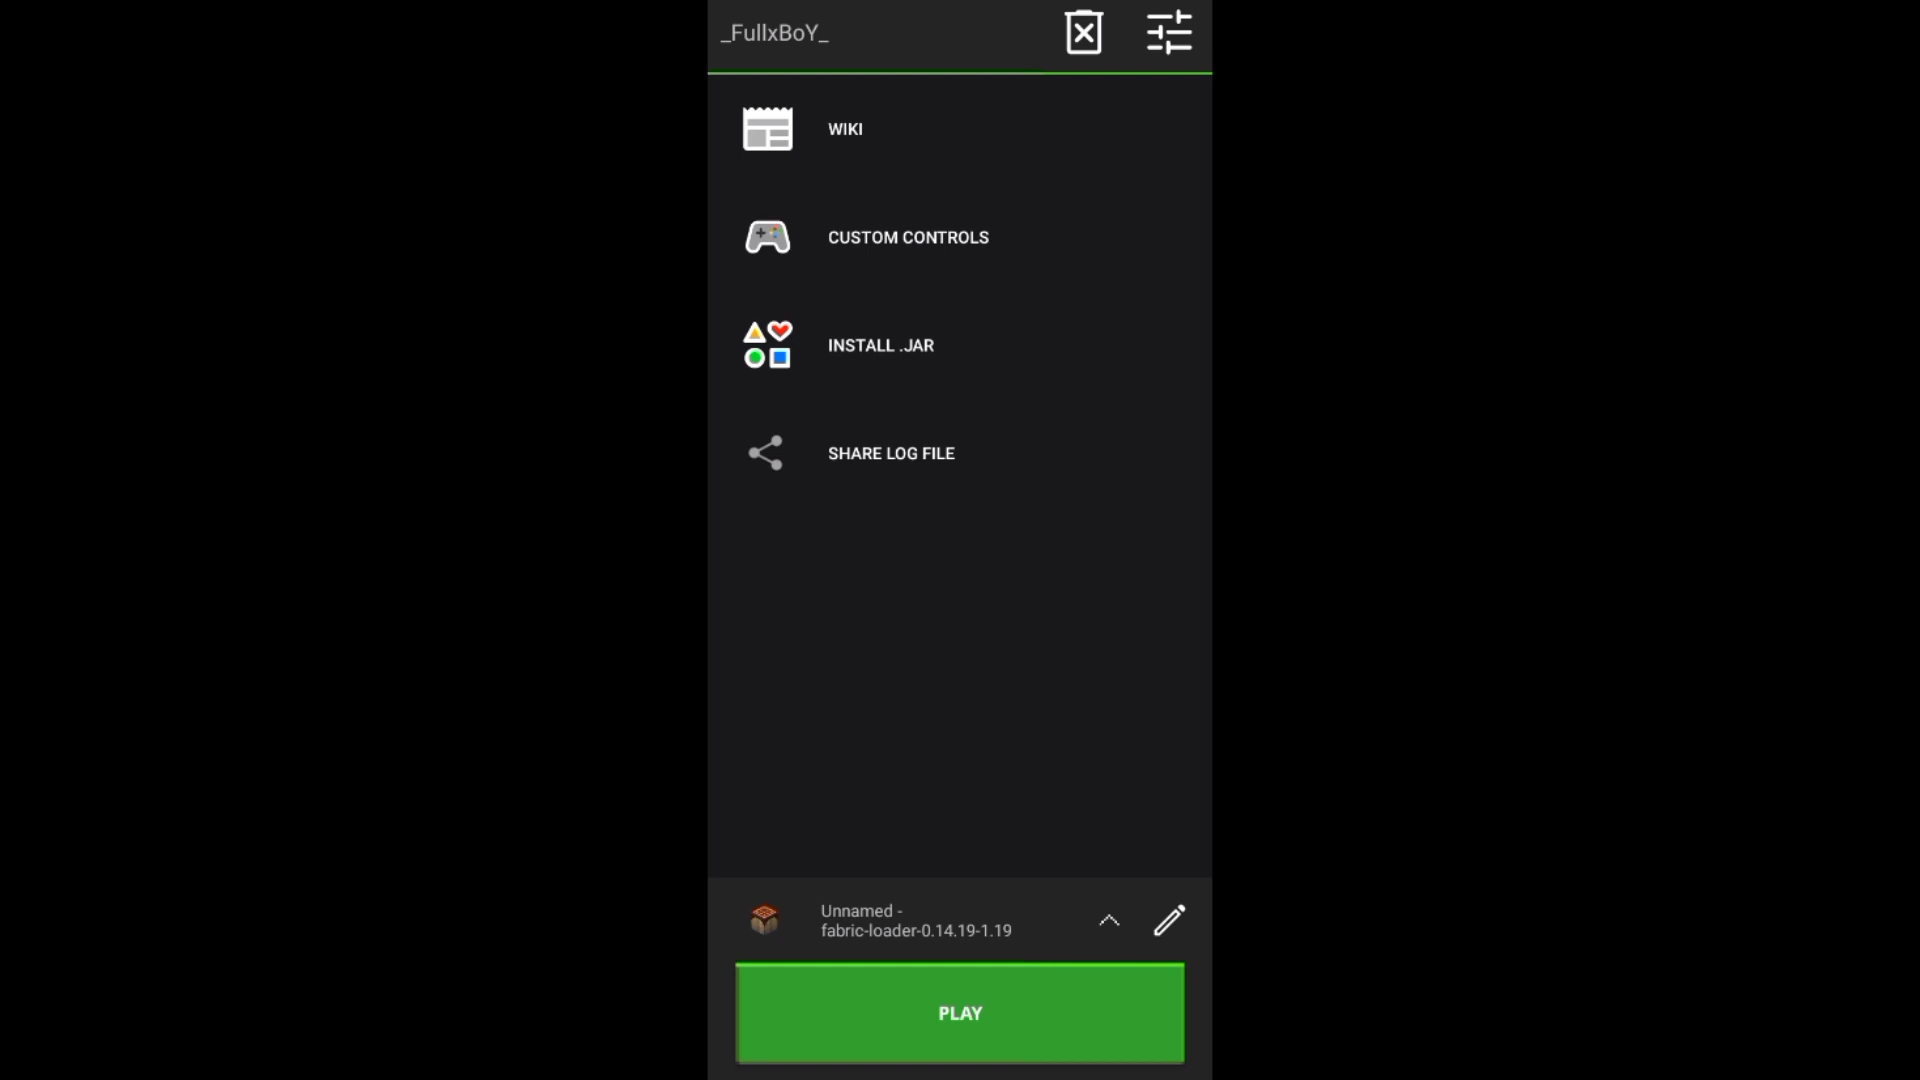 _FullxBoY_
WIKI
CUSTOM CONTROLS
INSTALL .JAR
SHARE LOG FILE
Unnamed -
fabric-loader-0.14.19-1.19
PLAY